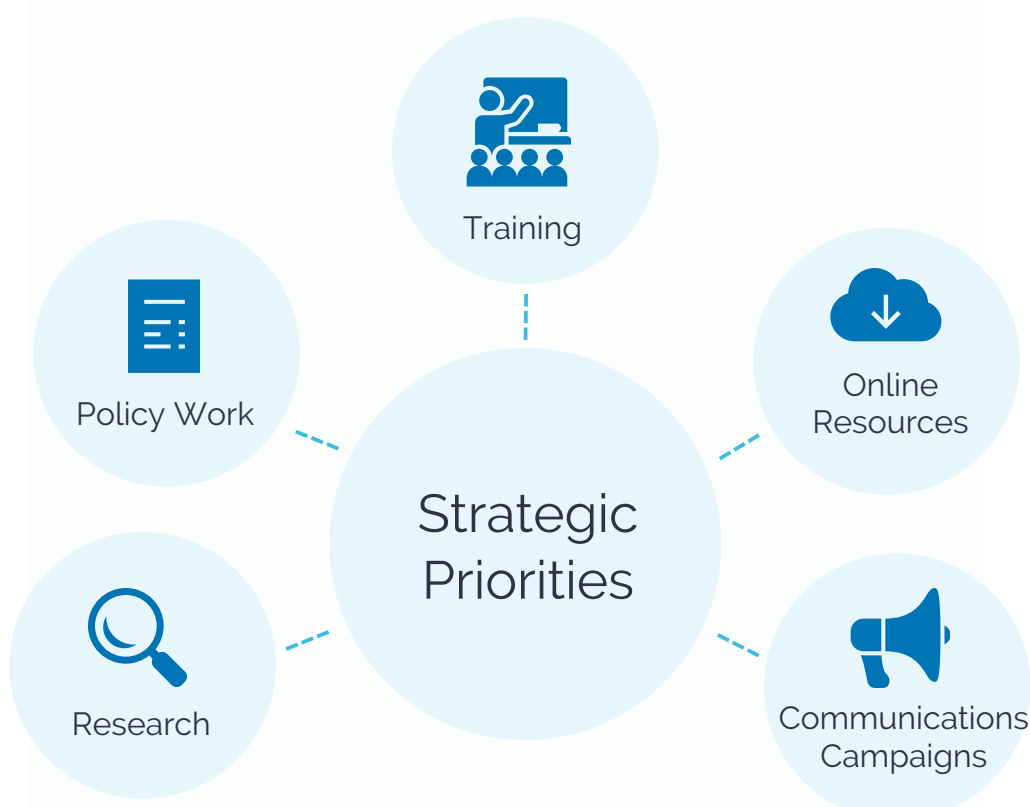 Training
Policy Work
Online
Resources
Strategic
Priorities
Research
Communications
Campaigns